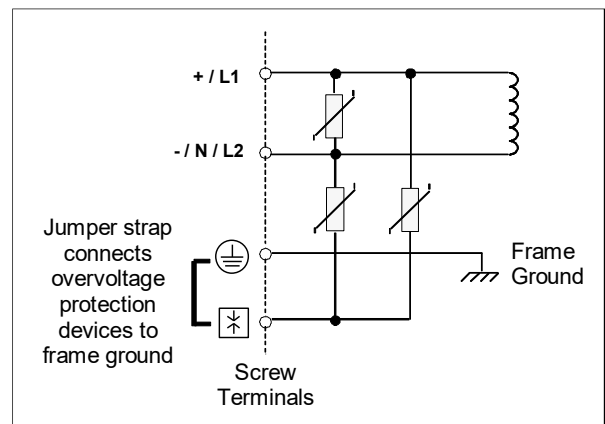 + / L1
- / N / L2
Jumper strap
connects
overvoltage
protection
devices to
frame ground
Frame
Ground
Screw
Terminals